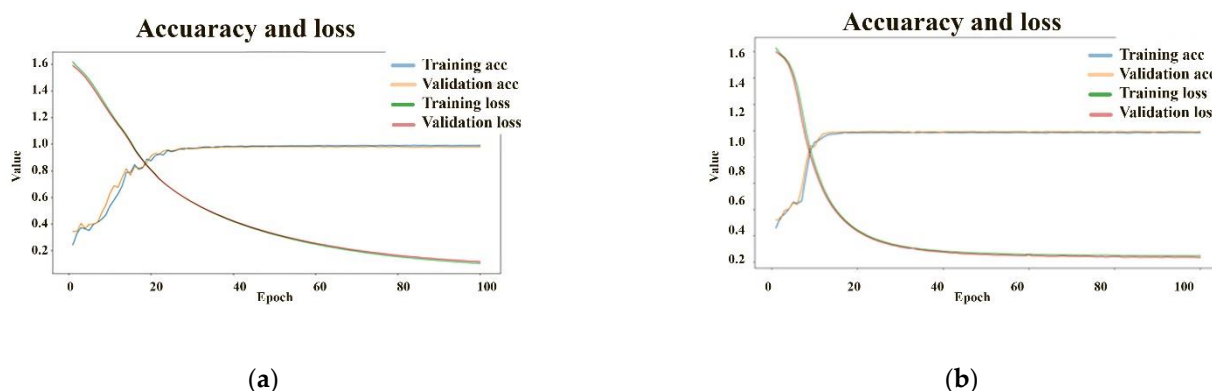 Accuaracy and loss
1.6
1.4
1.2
1.0
0.8
0.6
0.4
0.2
Value
Training acc
Validation acc
Training loss
Validation loss
0 20 40 60 80 100
Epoch
(a)
Accuaracy and loss
1.6
1.4
1.2
1.0
0.8
0.6
0.4
0.2
Value
Training acc
Validation acc
Training loss
Validation los
0 20 40 60 80 100
Epoch
(b)